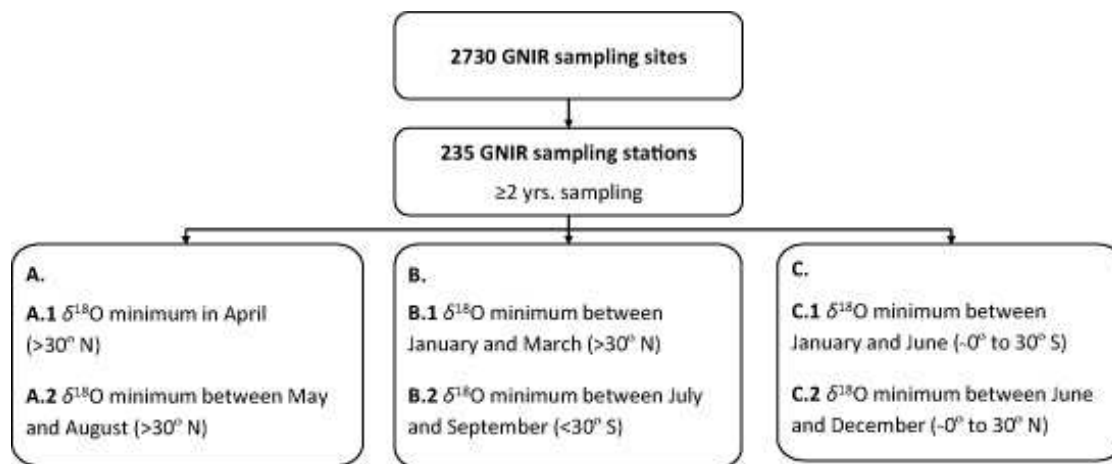 2730 GNIR sampling sites
235 GNIR sampling stations
≥2 yrs. sampling
A.
A.1 δ¹⁸O minimum in April
(>30° N)
A.2 δ¹⁸O minimum between May
and August (>30° N)
B.
B.1 δ¹⁸O minimum between
January and March (>30° N)
B.2 δ¹⁸O minimum between July
and September (<30° S)
C.
C.1 δ¹⁸O minimum between
January and June (~0° to 30° S)
C.2 δ¹⁸O minimum between June
and December (~0° to 30° N)